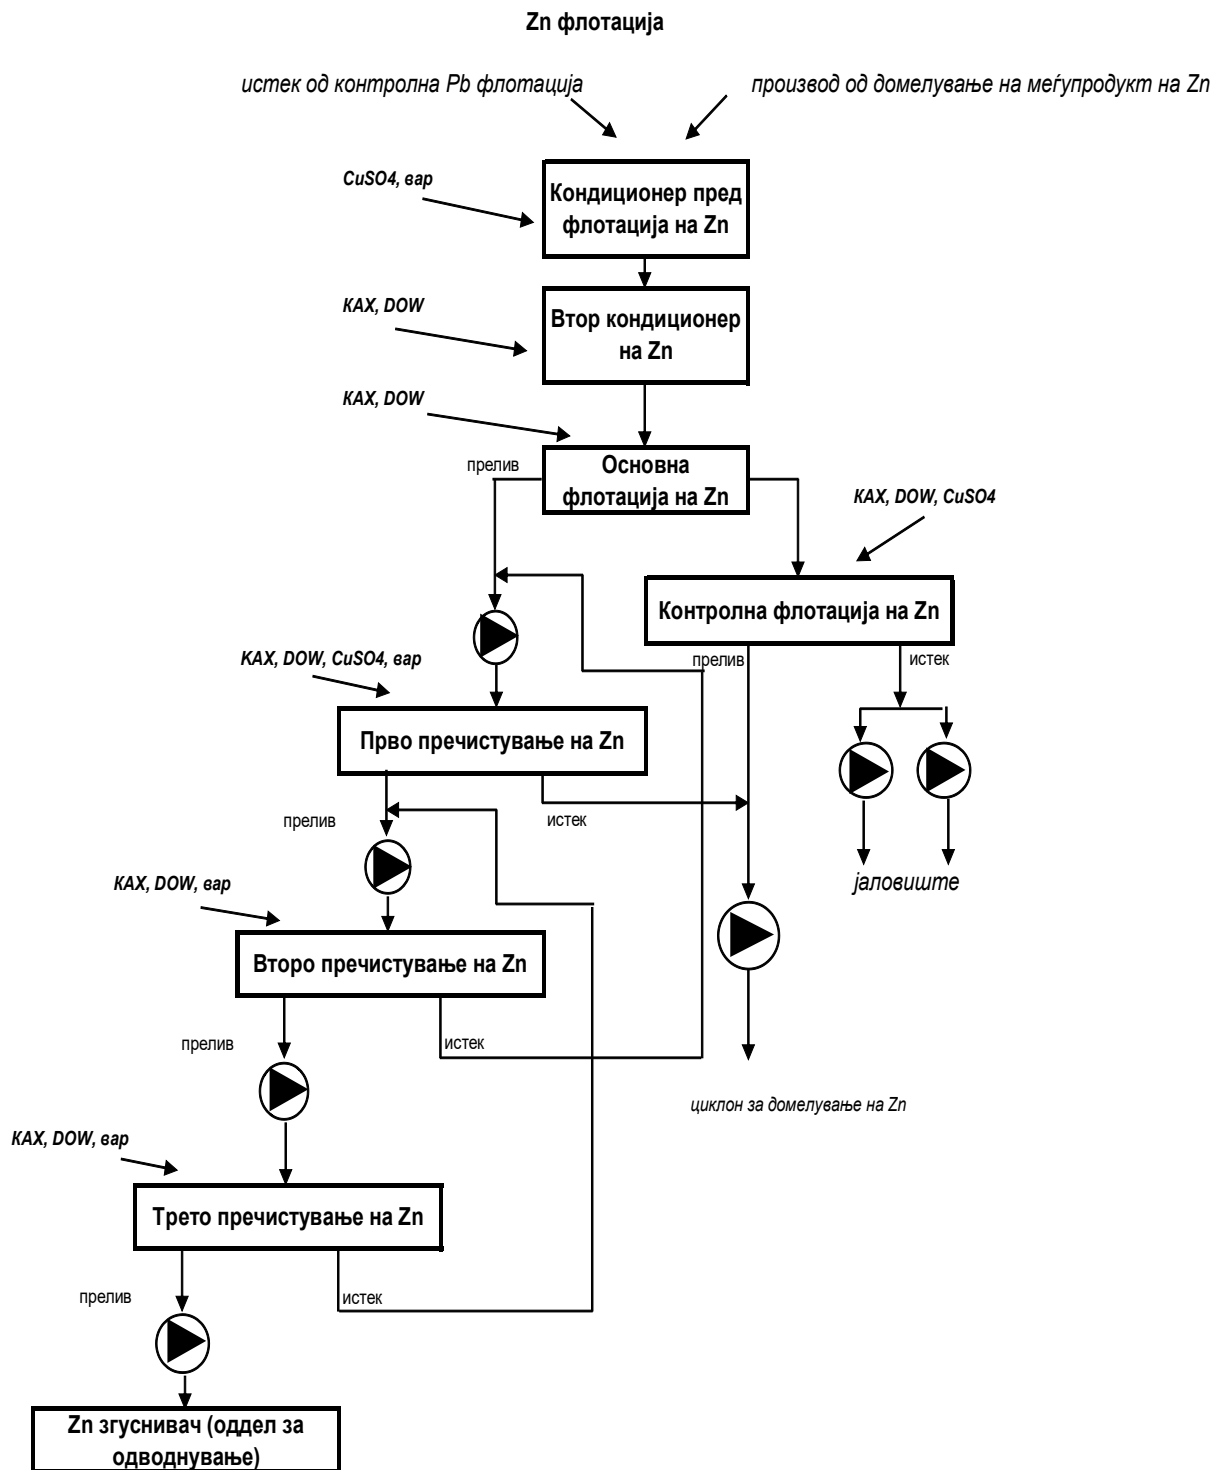 Zn флотација
истек од контролна Pb флотација
производ од домелување на меѓупродукт на Zn
CuSO4, вар
Кондиционер пред
флотација на Zn
KAX, DOW
Втор кондиционер
на Zn
KAX, DOW
прелив
Основна
флотација на Zn
KAX, DOW, CuSO4
Контролна флотација на Zn
прелив
истек
KAX, DOW, CuSO4, вар
Прво пречистување на Zn
прелив
истек
јаловиште
KAX, DOW, вар
Второ пречистување на Zn
прелив
истек
циклон за домелување на Zn
KAX, DOW, вар
Трето пречистување на Zn
прелив
истек
Zn згуснивач (оддел за
одводнување)